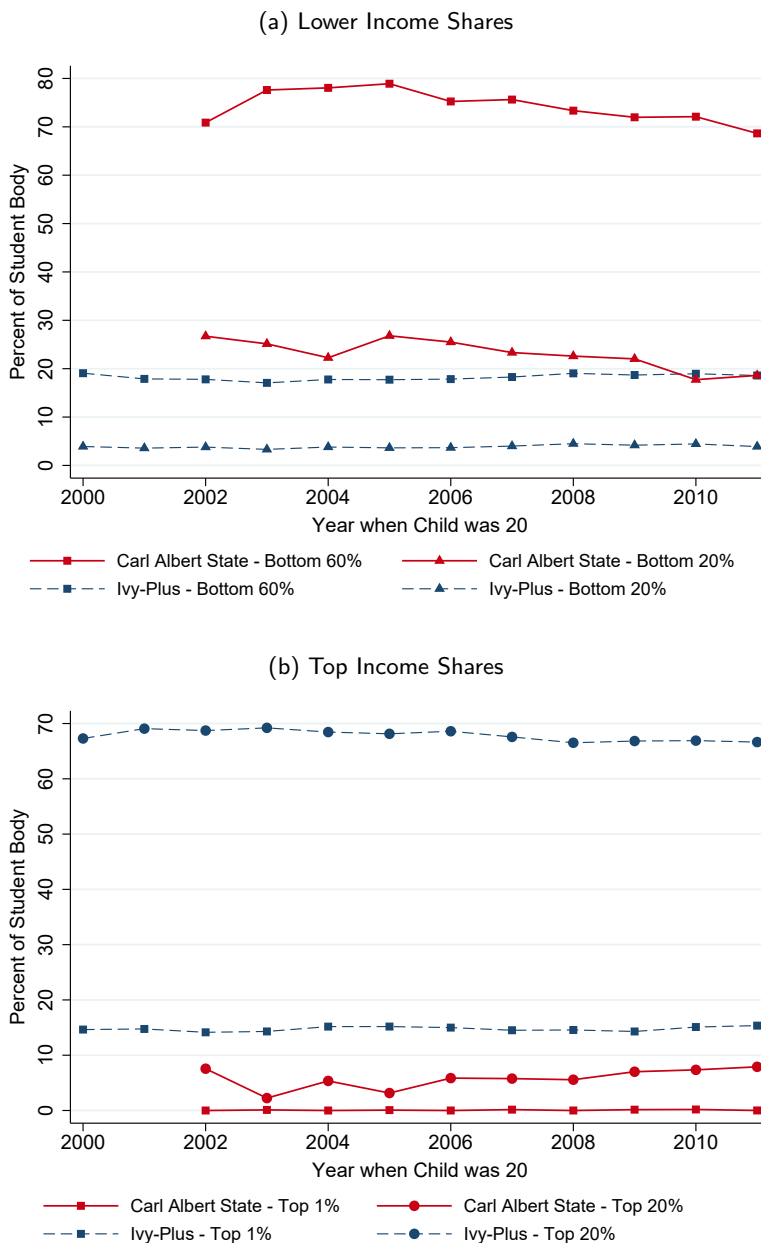 (a) Lower Income Shares
80
70
60
50
40
30
20
10
0
Percent of Student Body
2000 2002 2004 2006 2008 2010
Year when Child was 20
Carl Albert State - Bottom 60% Carl Albert State - Bottom 20%
Ivy-Plus - Bottom 60% Ivy-Plus - Bottom 20%
(b) Top Income Shares
70
60
50
40
30
20
10
0
Percent of Student Body
2000 2002 2004 2006 2008 2010
Year when Child was 20
Carl Albert State - Top 1% Carl Albert State - Top 20%
Ivy-Plus - Top 1% Ivy-Plus - Top 20%